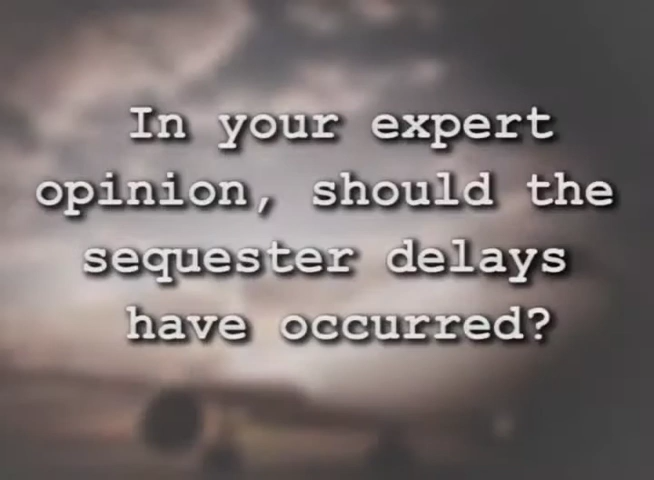 In your expert
opinion, should the
sequester delays
have occurred?